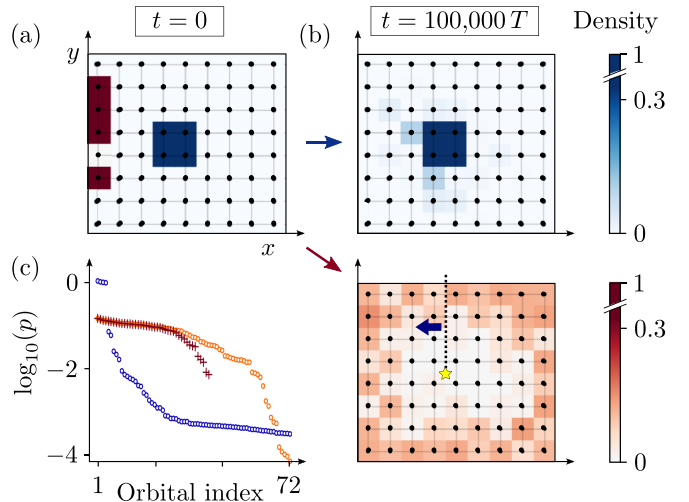 (a)
t = 0
(b)
t = 100,000 T
Density
y
x
1
0.3
0
(c)
log₁₀(p)
0
−2
−4
1
72
Orbital index
1
0.3
0